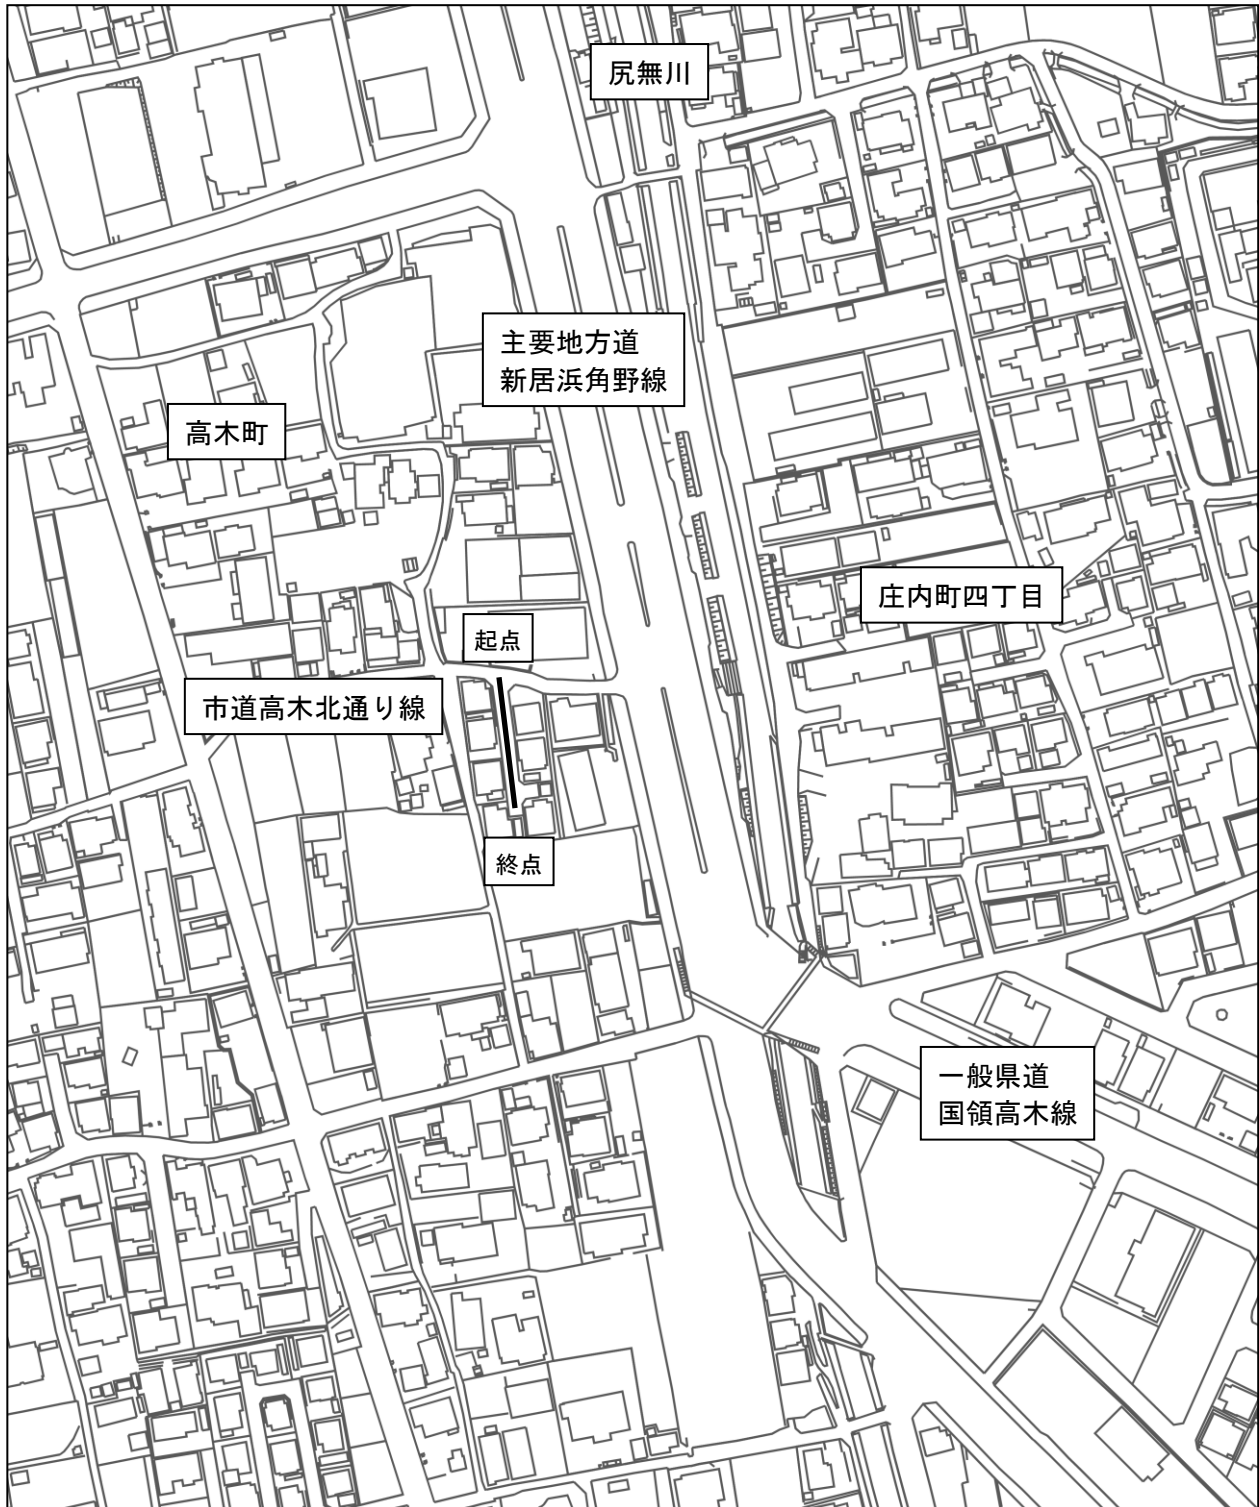 尻無川
主要地方道
新居浜角野線
高木町
庄内町四丁目
起点
市道高木北通り線
終点
一般県道
国領高木線